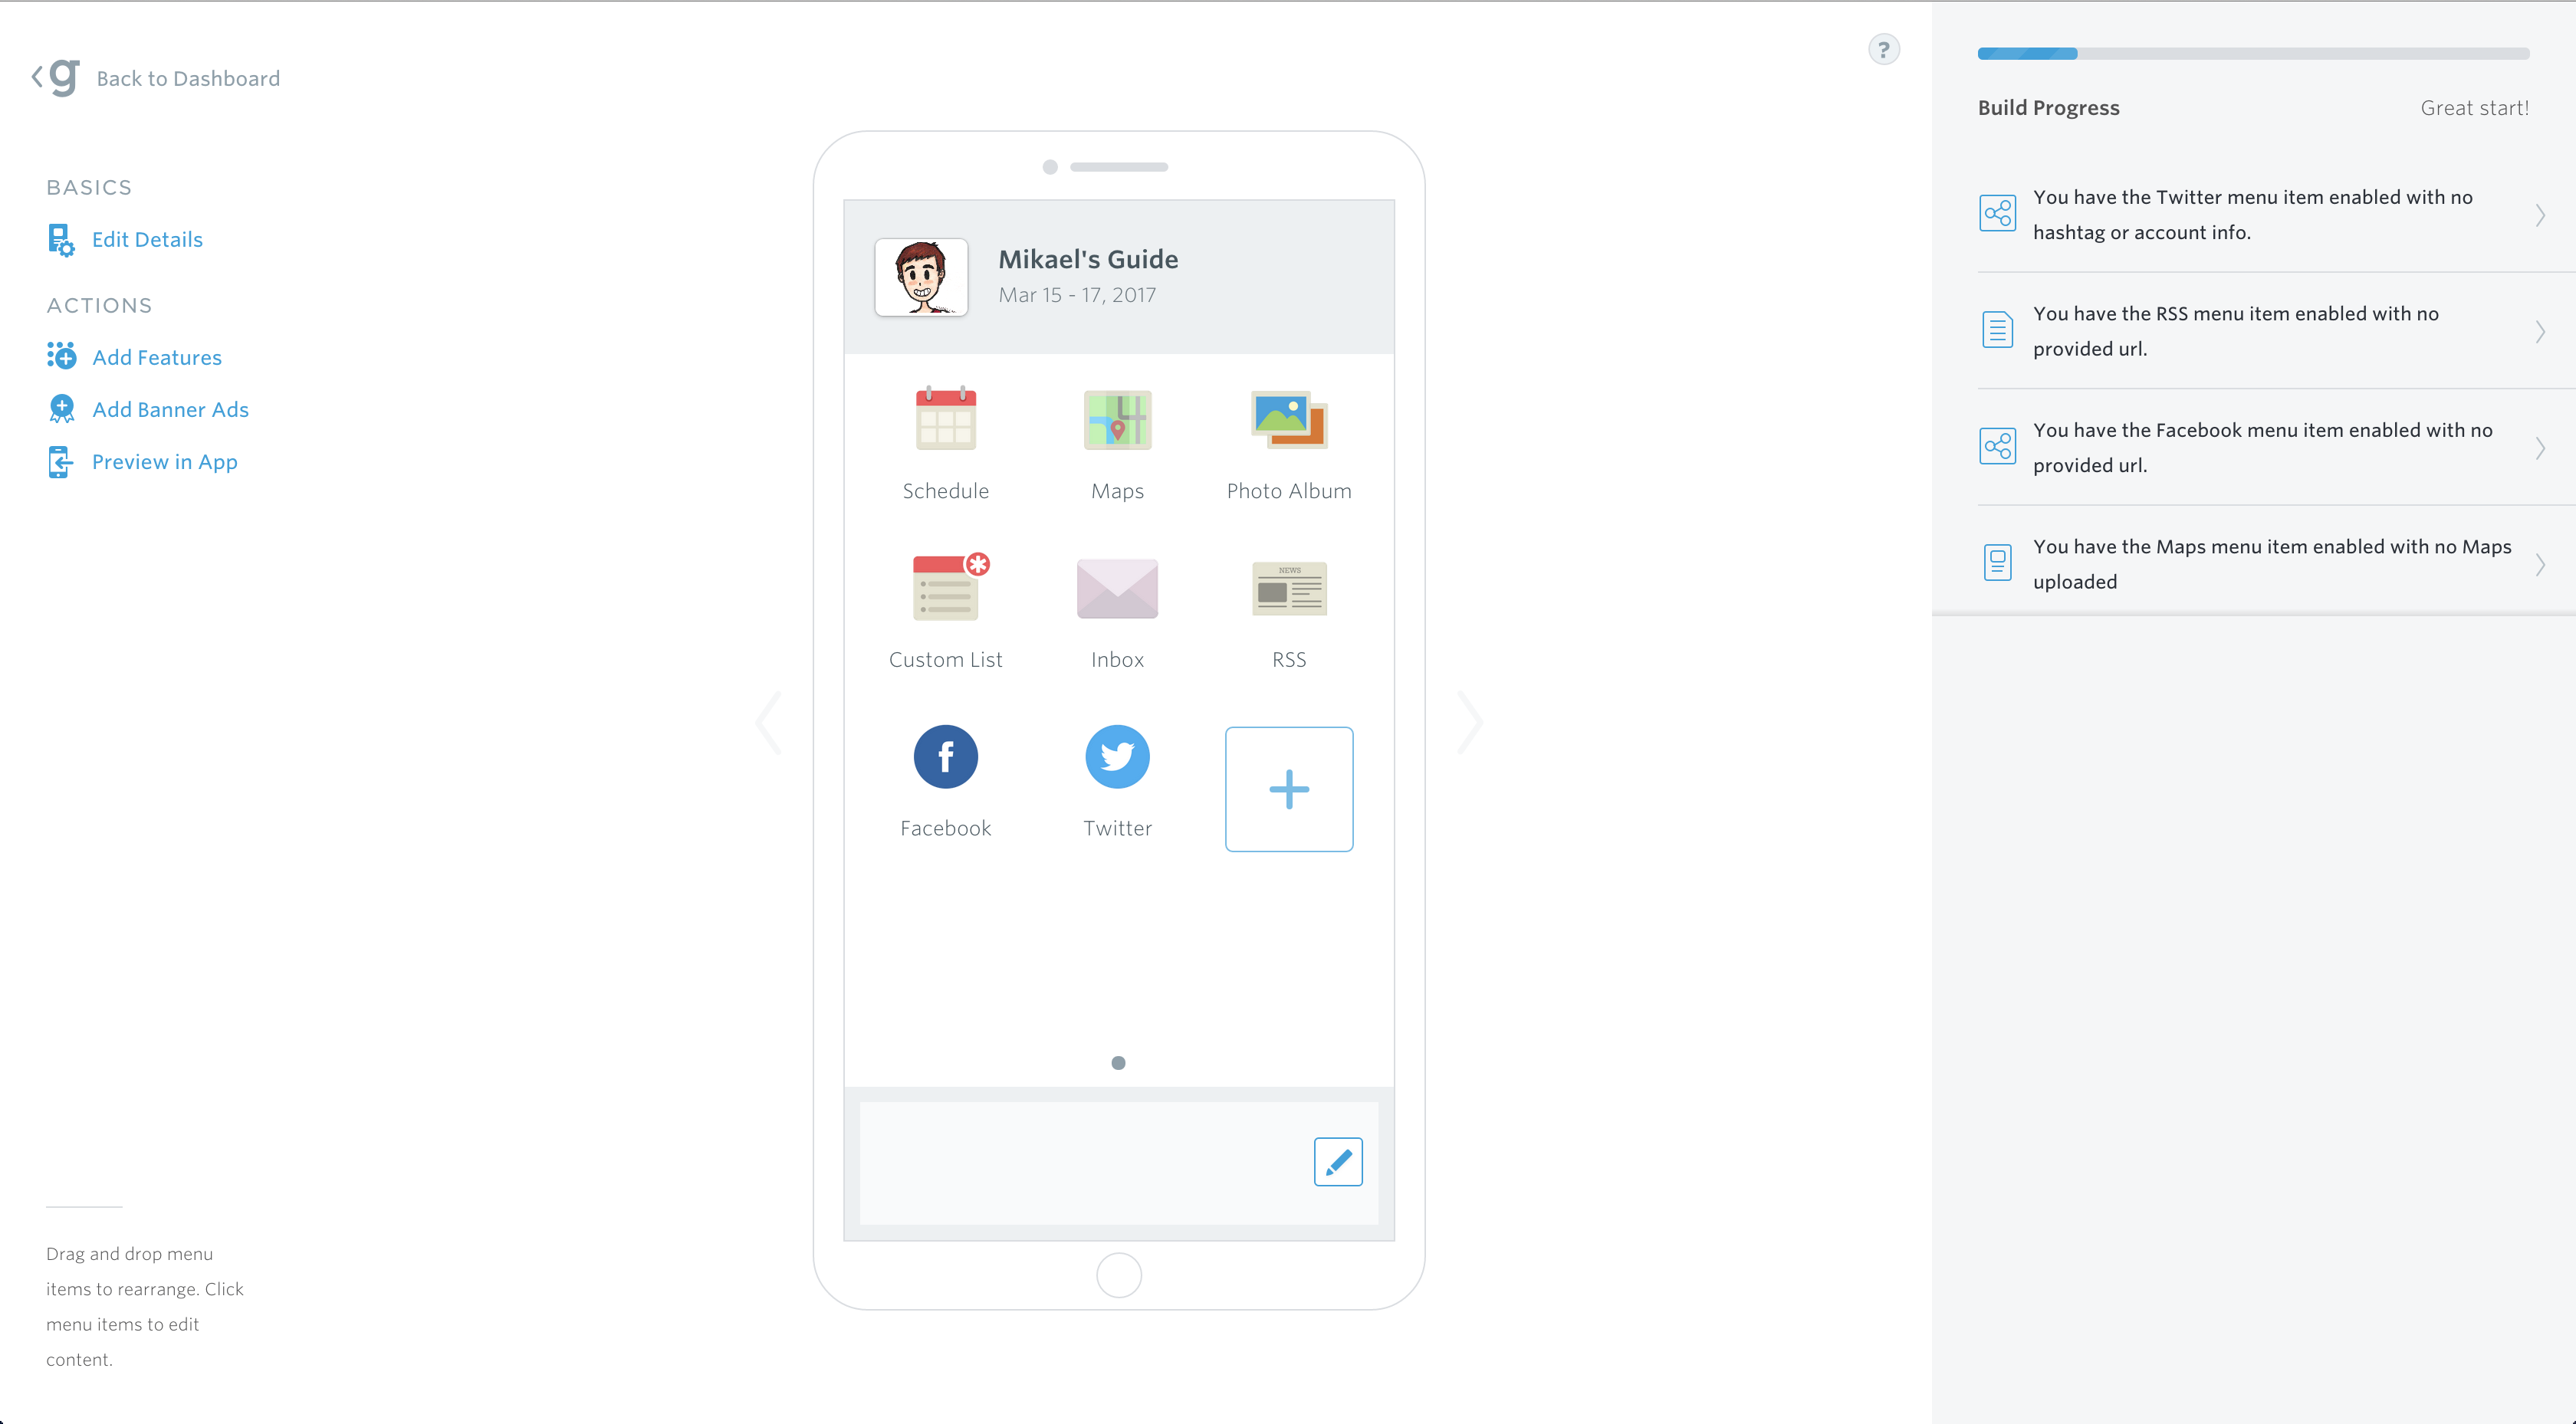 g Back to Dashboard
BASICS
Edit Details
ACTIONS
Add Features
Add Banner Ads
Preview in App
Drag and drop menu
items to rearrange. Click
menu items to edit
content.
?
Mikael's Guide
Mar 15 - 17, 2017
Schedule Maps Photo Album
NEWS
Custom List Inbox RSS
f
Facebook Twitter
Build Progress Great start!
You have the Twitter menu item enabled with no
hashtag or account info.
You have the RSS menu item enabled with no
provided url.
You have the Facebook menu item enabled with no
provided url.
You have the Maps menu item enabled with no Maps
uploaded